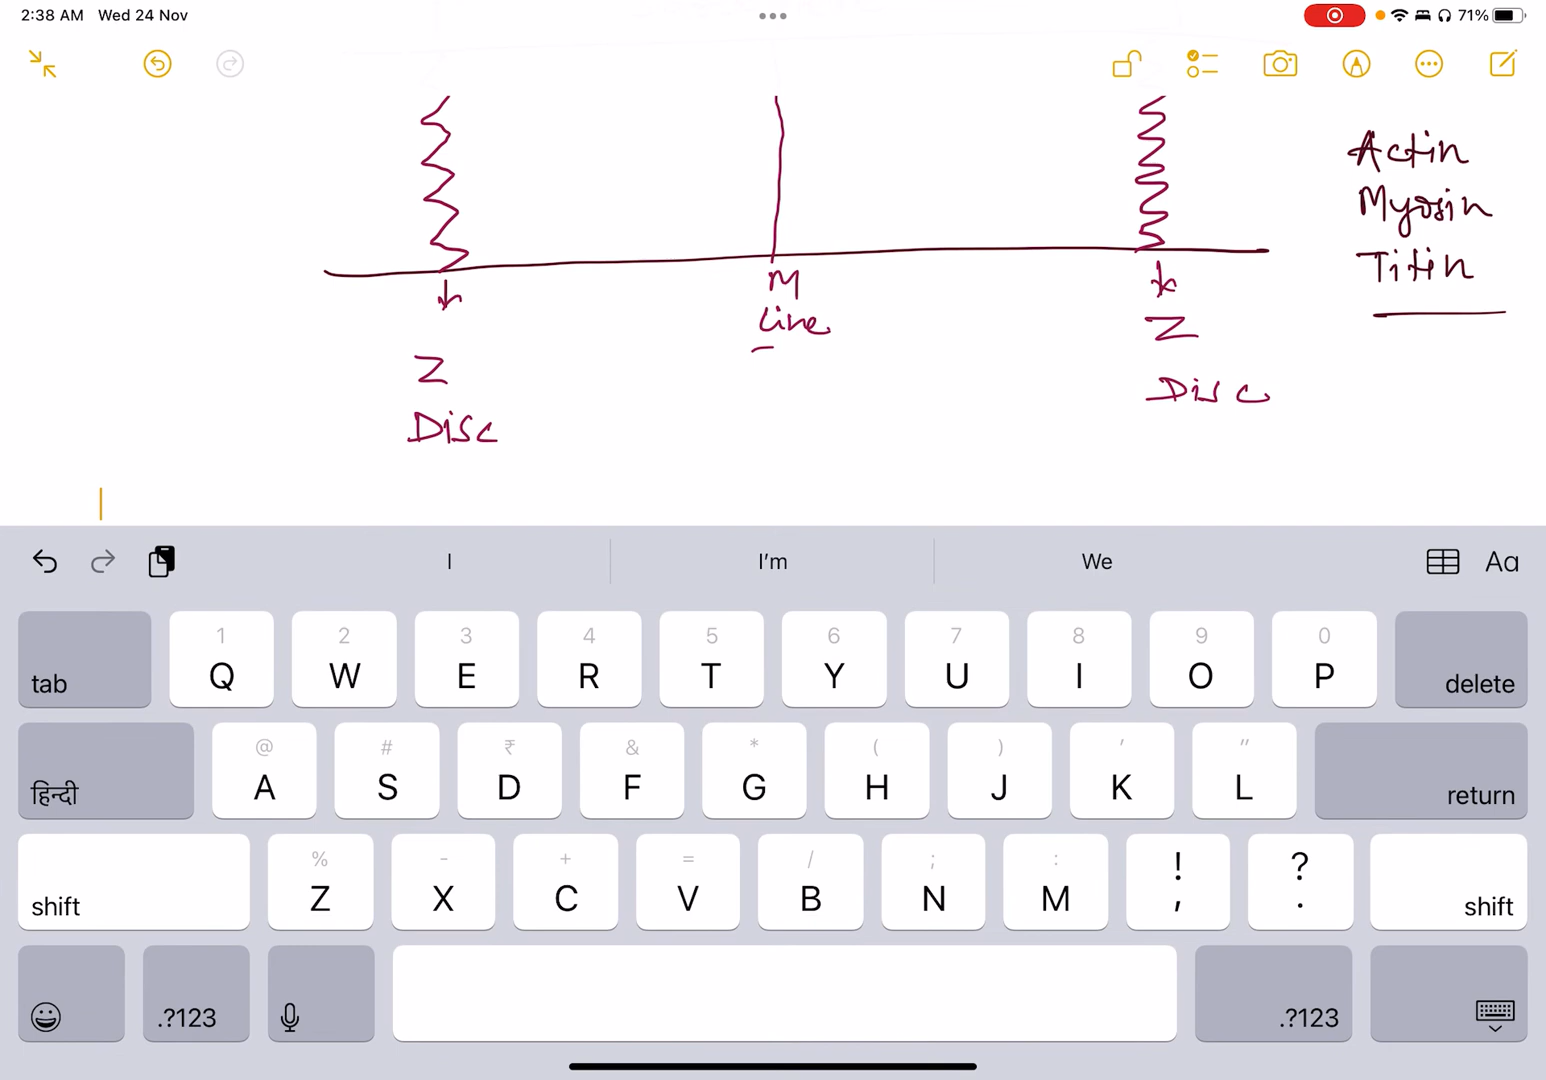 2:38 AM Wed 24 Nov
71%
Actin
Myosin
Titin
M
Line
Z
Disc
Z
Disc
I I'm We
Aa
tab 1 Q 2 W 3 E 4 R 5 T 6 Y 7 U 8 I 9 O 0 P delete
हिन्दी @ A # S ₹ D & F * G ( H ) J ' K " L return
shift % Z - X + C = V / B ; N : M ! , ? . shift
.?123 .?123